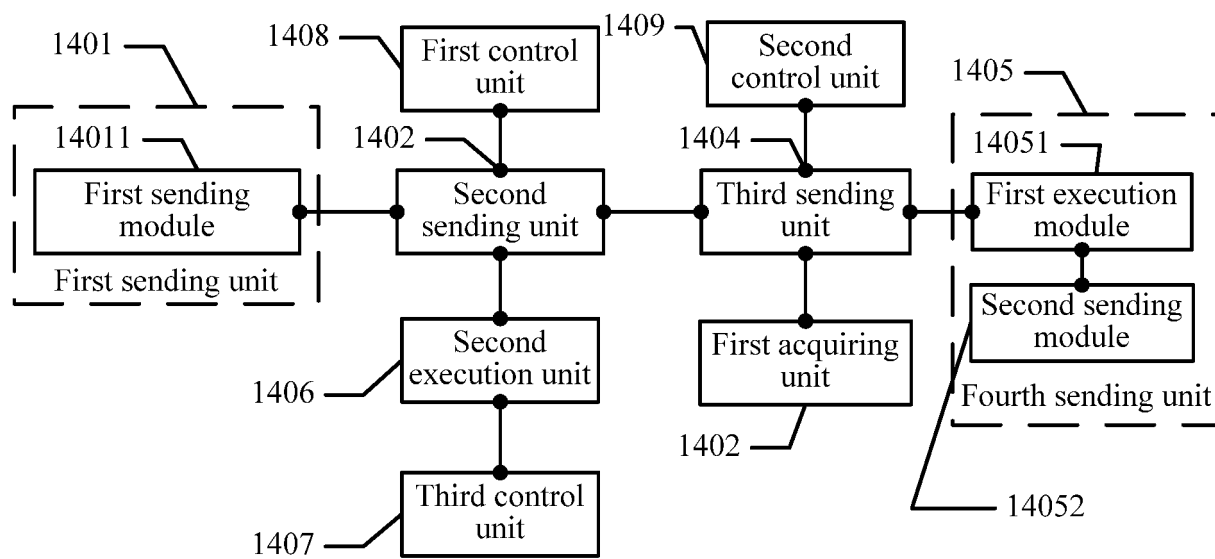 1401
1408
First control
unit
1409
Second
control unit
1405
14011
First sending
module
First sending unit
1402
Second
sending unit
1404
Third sending
unit
14051
First execution
module
Second sending
module
Fourth sending unit
1406
Second
execution unit
First acquiring
unit
1402
1407
Third control
unit
14052